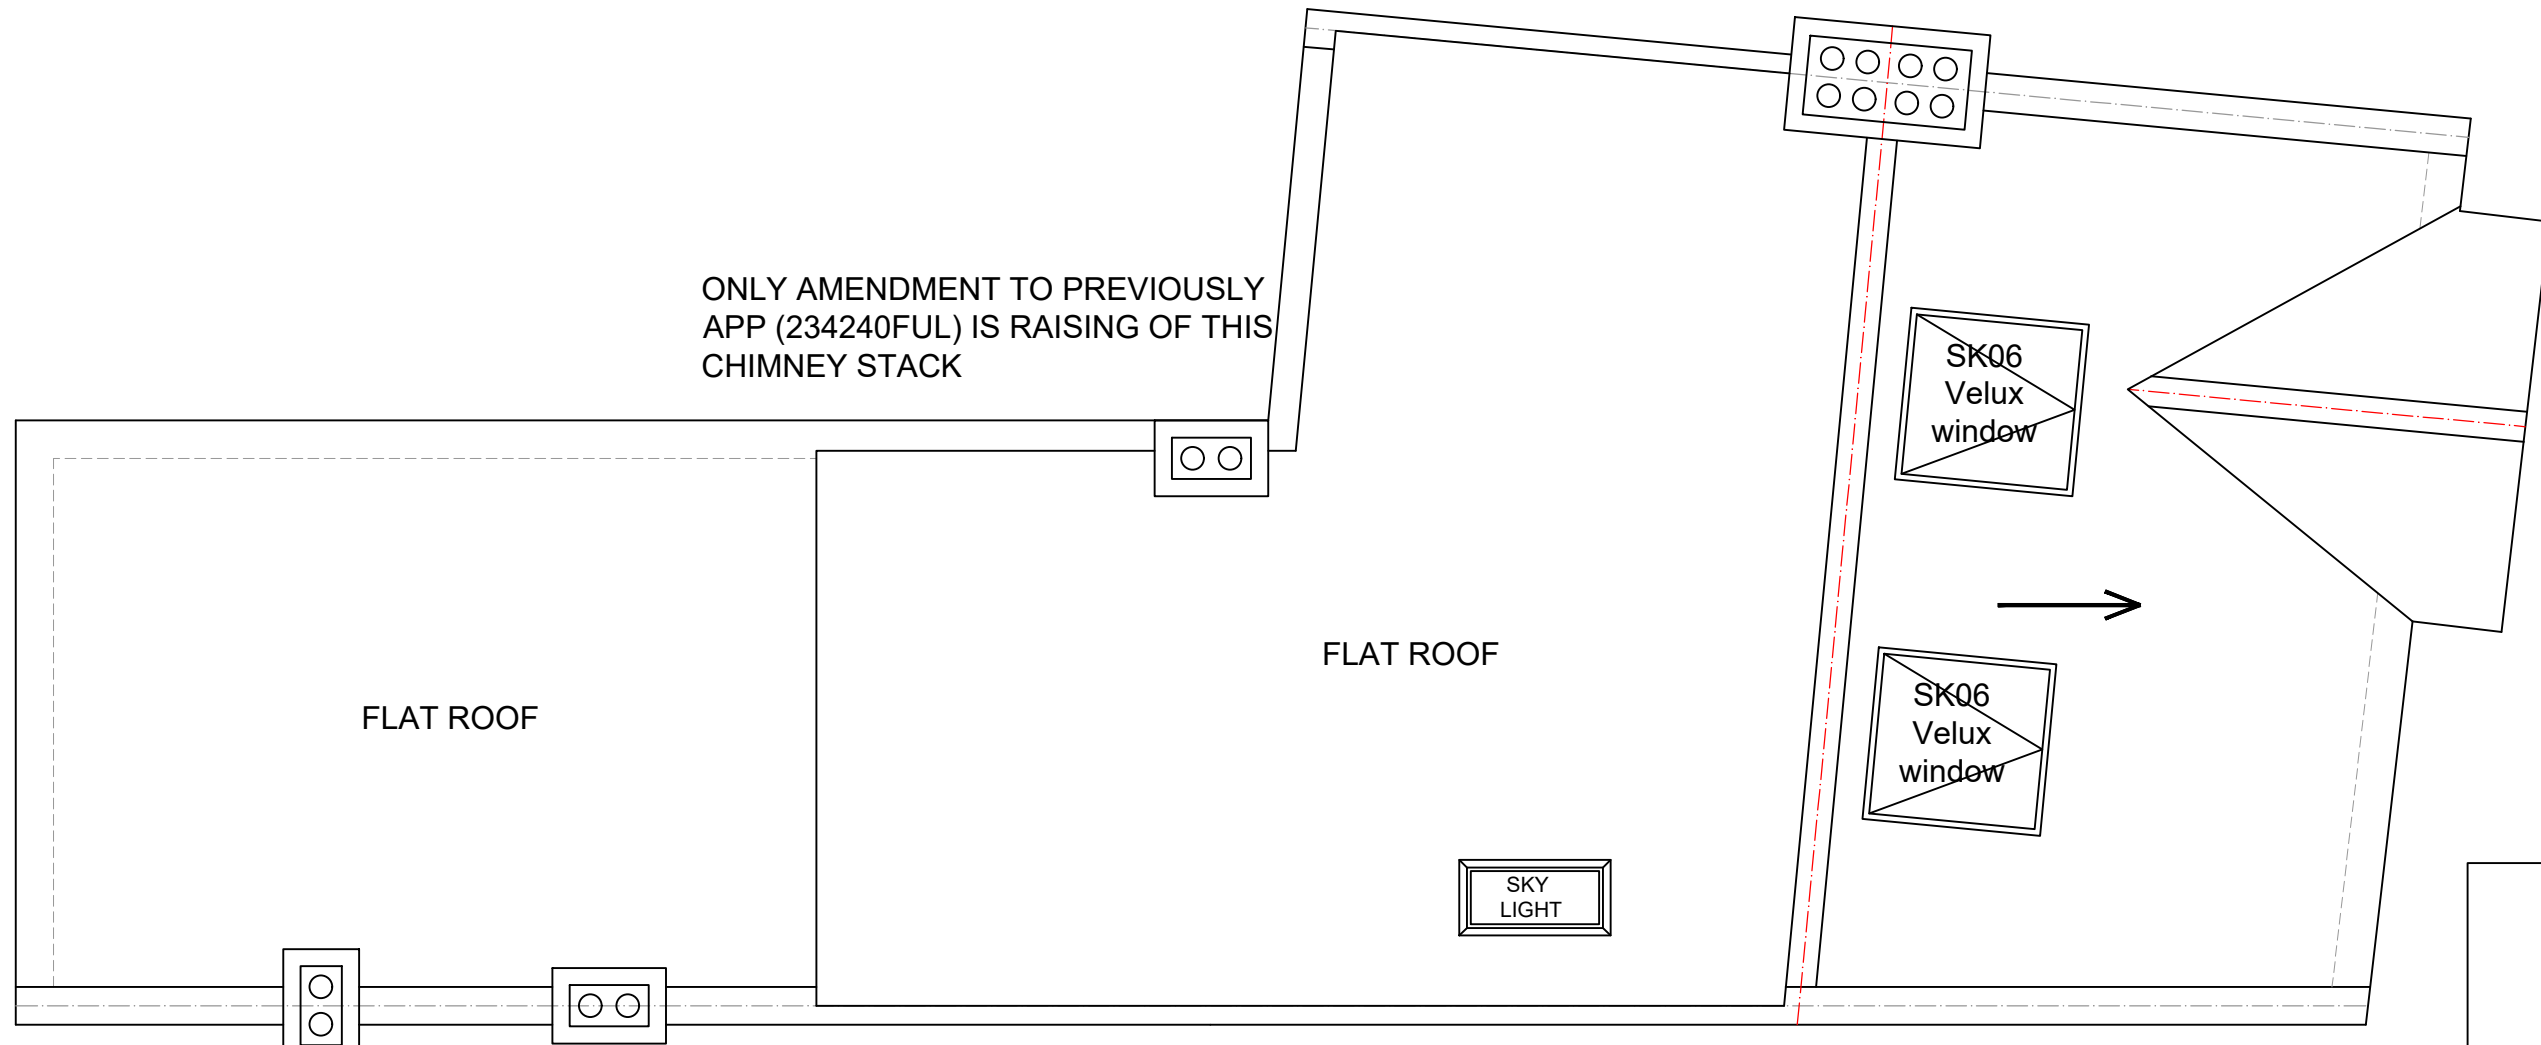 ONLY AMENDMENT TO PREVIOUSLY
APP (234240FUL) IS RAISING OF THIS
CHIMNEY STACK
SK06
Velux
window
FLAT ROOF
FLAT ROOF
SK06
Velux
window
SKY
LIGHT